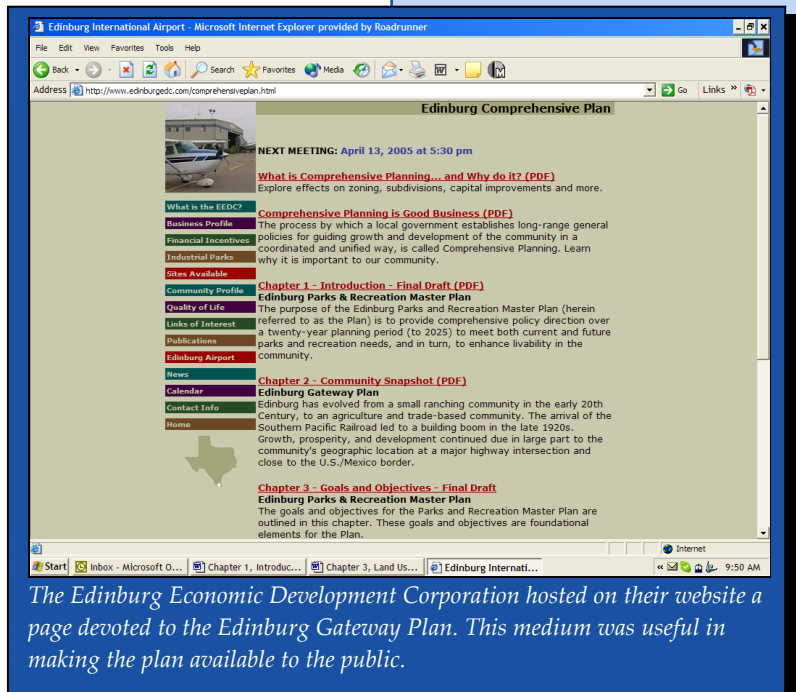 Edinburg International Airport - Microsoft Internet Explorer provided by Roadrunner
File Edit View Favorites Tools Help
Back Search Favorites Media
Address http://www.edinburgedc.com/comprehensiveplan.html Go Links »
Edinburg Comprehensive Plan
NEXT MEETING: April 13, 2005 at 5:30 pm
What is Comprehensive Planning... and Why do it? (PDF)
Explore effects on zoning, subdivisions, capital improvements and more.
Comprehensive Planning is Good Business (PDF)
The process by which a local government establishes long-range general
policies for guiding growth and development of the community in a
coordinated and unified way, is called Comprehensive Planning. Learn
why it is important to our community.
Chapter 1 - Introduction - Final Draft (PDF)
Edinburg Parks & Recreation Master Plan
The purpose of the Edinburg Parks and Recreation Master Plan (herein
referred to as the Plan) is to provide comprehensive policy direction over
a twenty-year planning period (to 2025) to meet both current and future
parks and recreation needs, and in turn, to enhance livability in the
community.
Chapter 2 - Community Snapshot (PDF)
Edinburg Gateway Plan
Edinburg has evolved from a small ranching community in the early 20th
Century, to an agriculture and trade-based community. The arrival of the
Southern Pacific Railroad led to a building boom in the late 1920s.
Growth, prosperity, and development continued due in large part to the
community's geographic location at a major highway intersection and
close to the U.S./Mexico border.
Chapter 3 - Goals and Objectives - Final Draft
Edinburg Parks & Recreation Master Plan
The goals and objectives for the Parks and Recreation Master Plan are
outlined in this chapter. These goals and objectives are foundational
elements for the Plan.
What is the EEDC?
Business Profile
Financial Incentives
Industrial Parks
Sites Available
Community Profile
Quality of Life
Links of Interest
Publications
Edinburg Airport
News
Calendar
Contact Info
Home
Internet
Start Inbox - Microsoft O... Chapter 1, Introduc... Chapter 3, Land Us... Edinburg Internati... « 9:50 AM
The Edinburg Economic Development Corporation hosted on their website a
page devoted to the Edinburg Gateway Plan. This medium was useful in
making the plan available to the public.